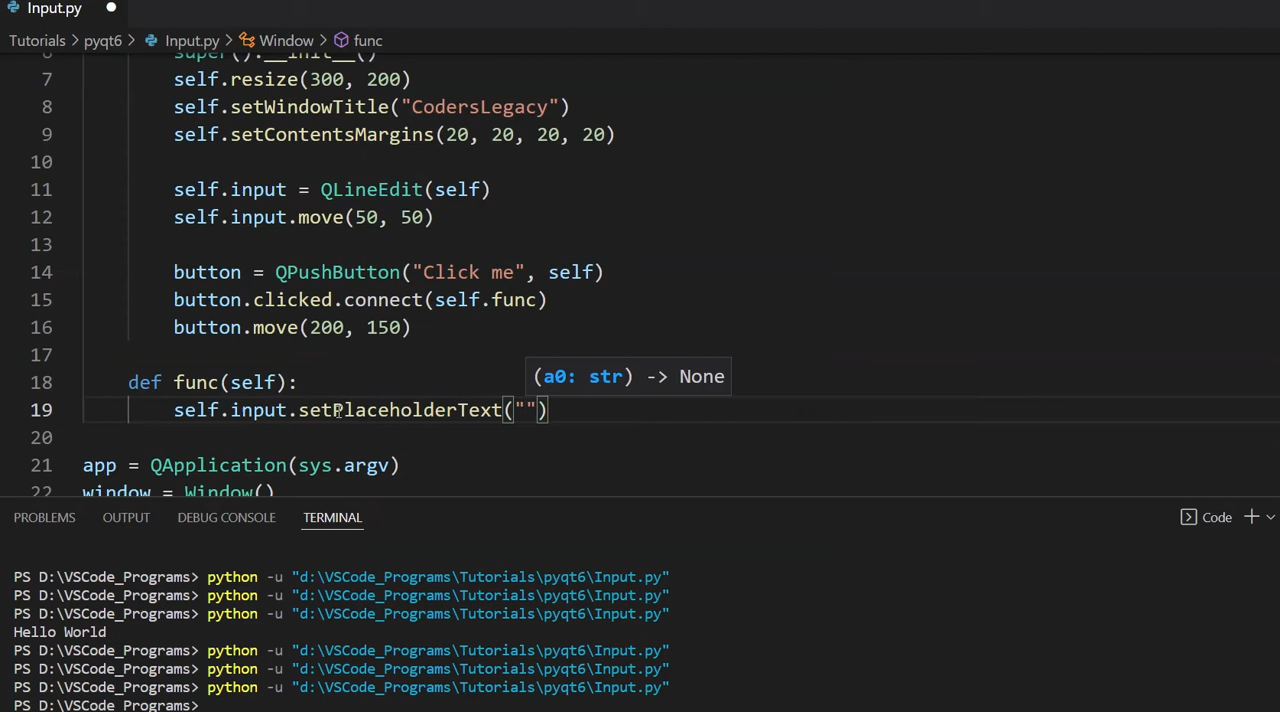 Input.py
Tutorials > pyqt6 > Input.py > Window > func
6 super().__init__()
7 self.resize(300, 200)
8 self.setWindowTitle("CodersLegacy")
9 self.setContentsMargins(20, 20, 20, 20)
10
11 self.input = QLineEdit(self)
12 self.input.move(50, 50)
13
14 button = QPushButton("Click me", self)
15 button.clicked.connect(self.func)
16 button.move(200, 150)
17
(a0: str) -> None
18 def func(self):
19 self.input.setPlaceholderText("")
20
21 app = QApplication(sys.argv)
22 window = Window()
PROBLEMS OUTPUT DEBUG CONSOLE TERMINAL Code
PS D:\VSCode_Programs> python -u "d:\VSCode_Programs\Tutorials\pyqt6\Input.py"
PS D:\VSCode_Programs> python -u "d:\VSCode_Programs\Tutorials\pyqt6\Input.py"
PS D:\VSCode_Programs> python -u "d:\VSCode_Programs\Tutorials\pyqt6\Input.py"
Hello World
PS D:\VSCode_Programs> python -u "d:\VSCode_Programs\Tutorials\pyqt6\Input.py"
PS D:\VSCode_Programs> python -u "d:\VSCode_Programs\Tutorials\pyqt6\Input.py"
PS D:\VSCode_Programs> python -u "d:\VSCode_Programs\Tutorials\pyqt6\Input.py"
PS D:\VSCode_Programs>